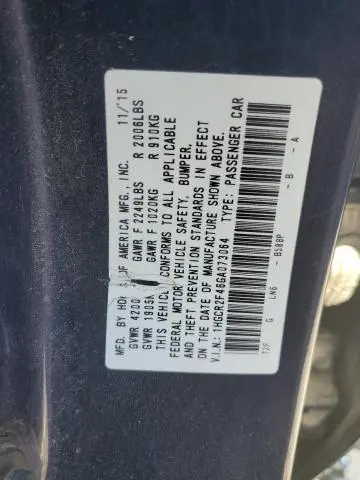 MFD. BY HO OF AMERICA MFG., INC. 11/'15
GVWR 4200 GAWR F 2249LBS R 2006LBS
GVWR 1905K GAWR F 1020KG R 910KG
THIS VEHICLE CONFORMS TO ALL APPLICABLE
FEDERAL MOTOR VEHICLE SAFETY, BUMPER,
AND THEFT PREVENTION STANDARDS IN EFFECT
ON THE DATE OF MANUFACTURE SHOWN ABOVE.
V.I.N.: 1HGCR2F46GA073064 TYPE: PASSENGER CAR
12F G LN6 - B588P - B - A